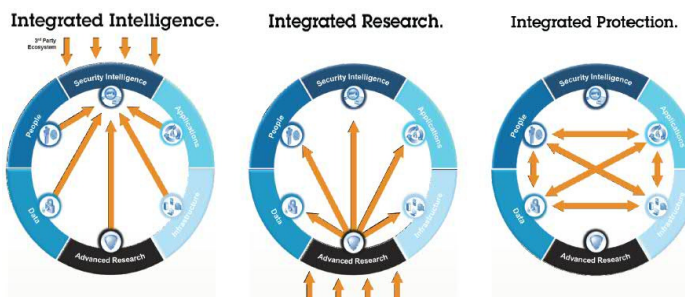 Integrated Intelligence.
3rd Party
Ecosystem
Security Intelligence
People
Applications
Data
Infrastructure
Advanced Research
Integrated Research.
Security Intelligence
People
Applications
Data
Infrastructure
Advanced Research
Integrated Protection.
Security Intelligence
People
Applications
Data
Infrastructure
Advanced Research